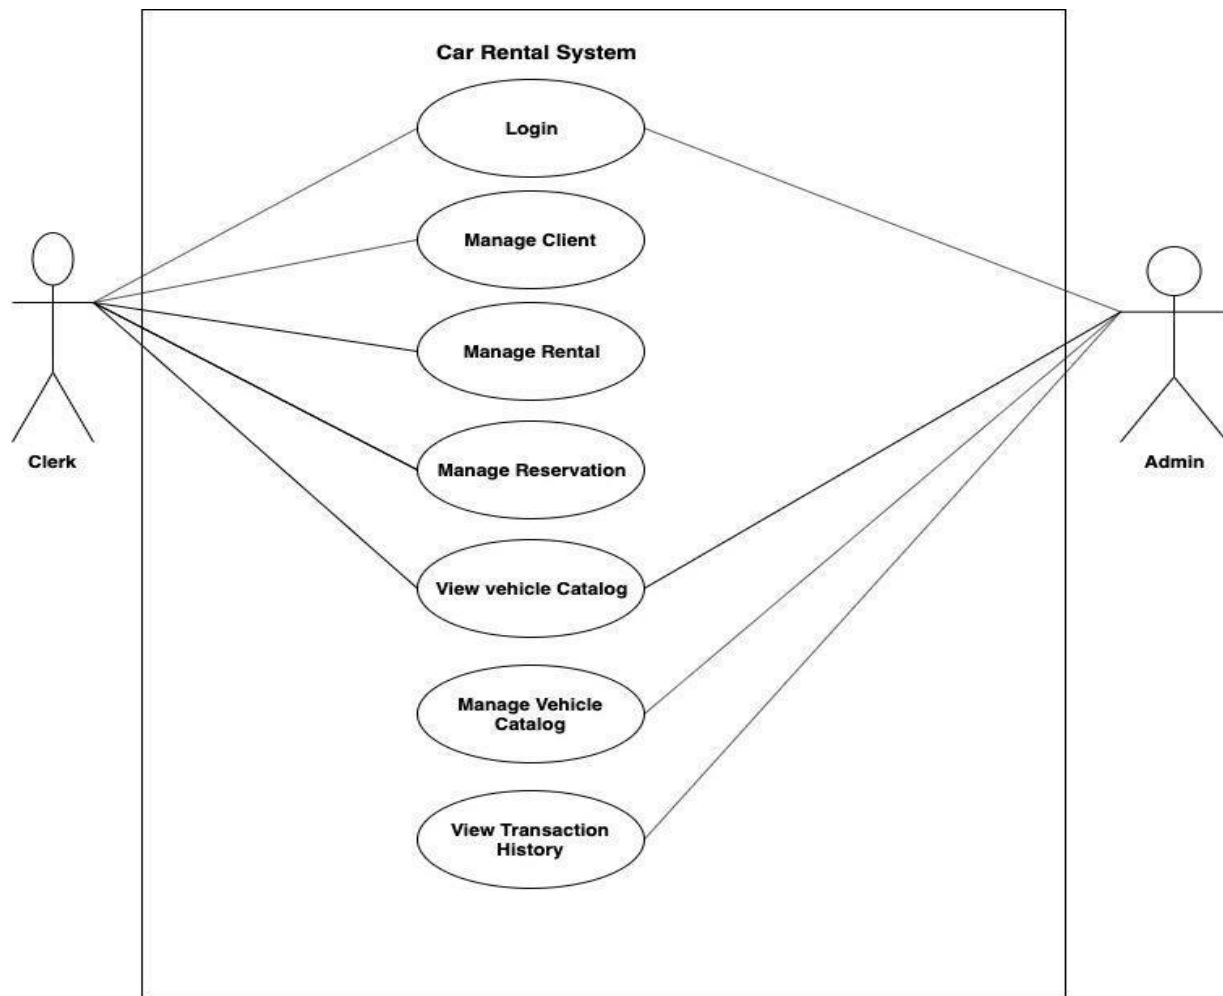 Car Rental System
Login
Manage Client
Manage Rental
Clerk
Manage Reservation
Admin
View vehicle Catalog
Manage Vehicle
Catalog
View Transaction
History